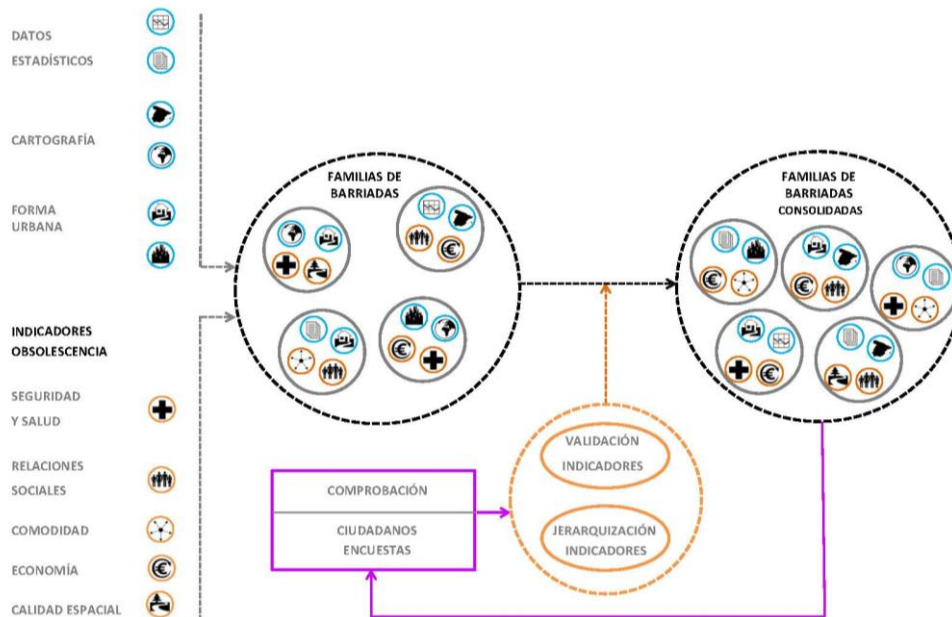 DATOS
ESTADÍSTICOS
CARTOGRAFÍA
FORMA
URBANA
INDICADORES
OBSOLESCENCIA
SEGURIDAD
Y SALUD
RELACIONES
SOCIALES
COMODIDAD
ECONOMÍA
CALIDAD ESPACIAL
FAMILIAS DE
BARRIADAS
FAMILIAS DE
BARRIADAS
CONSOLIDADAS
VALIDACIÓN
INDICADORES
JERARQUIZACIÓN
INDICADORES
COMPROBACIÓN
CIUDADANOS
ENCUESTAS